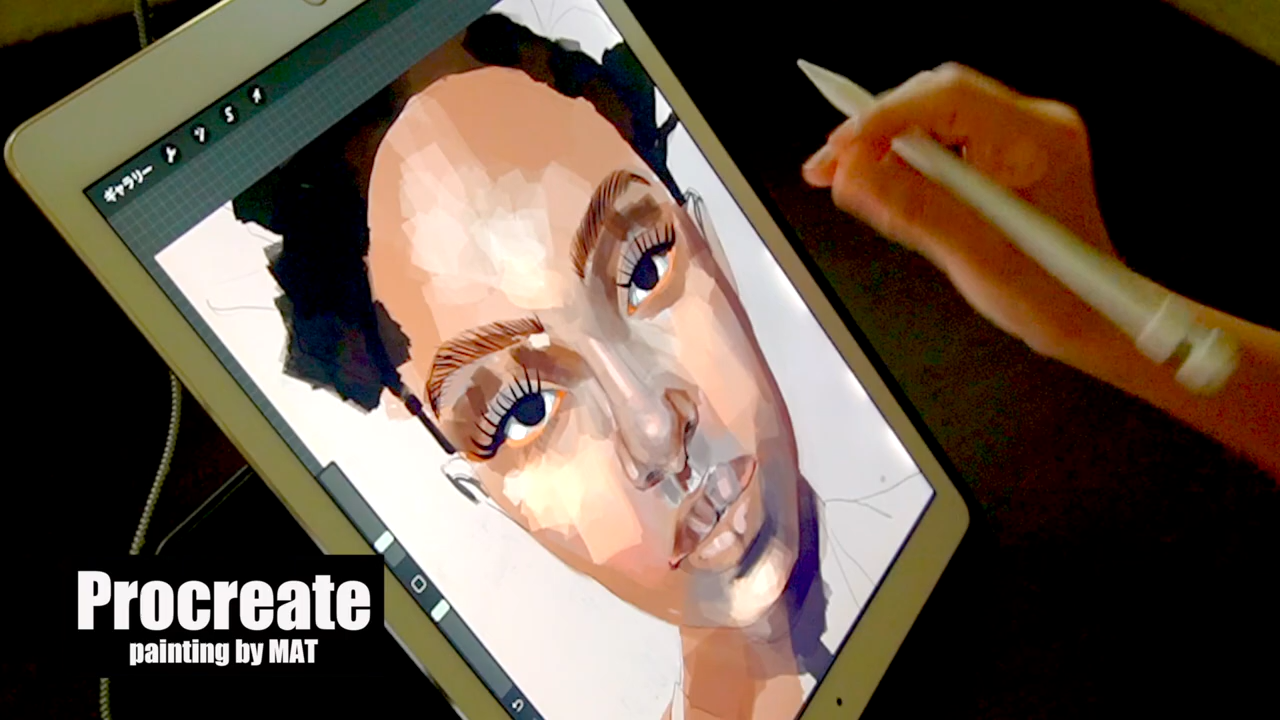 ギャラリー
Procreate
painting by MAT